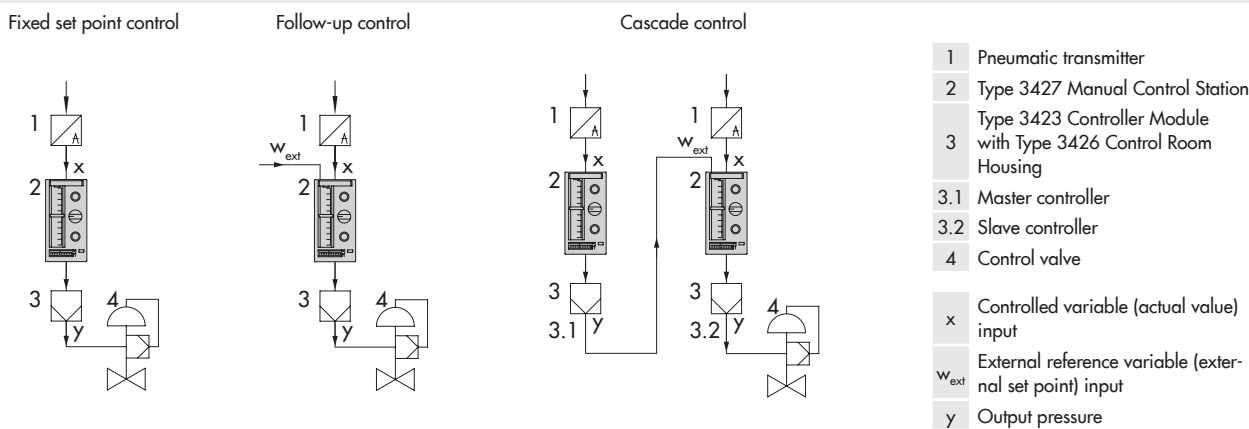 Fixed set point control
Follow-up control
Cascade control
1
A
x
2
3
4
y
1
A
w_ext
x
2
3
4
y
1
A
x
2
3
3.1
y
1
A
w_ext
x
2
3
3.2
y
4
1 Pneumatic transmitter
2 Type 3427 Manual Control Station
3 Type 3423 Controller Module
with Type 3426 Control Room
Housing
3.1 Master controller
3.2 Slave controller
4 Control valve
x Controlled variable (actual value)
input
w_ext External reference variable (exter-
nal set point) input
y Output pressure